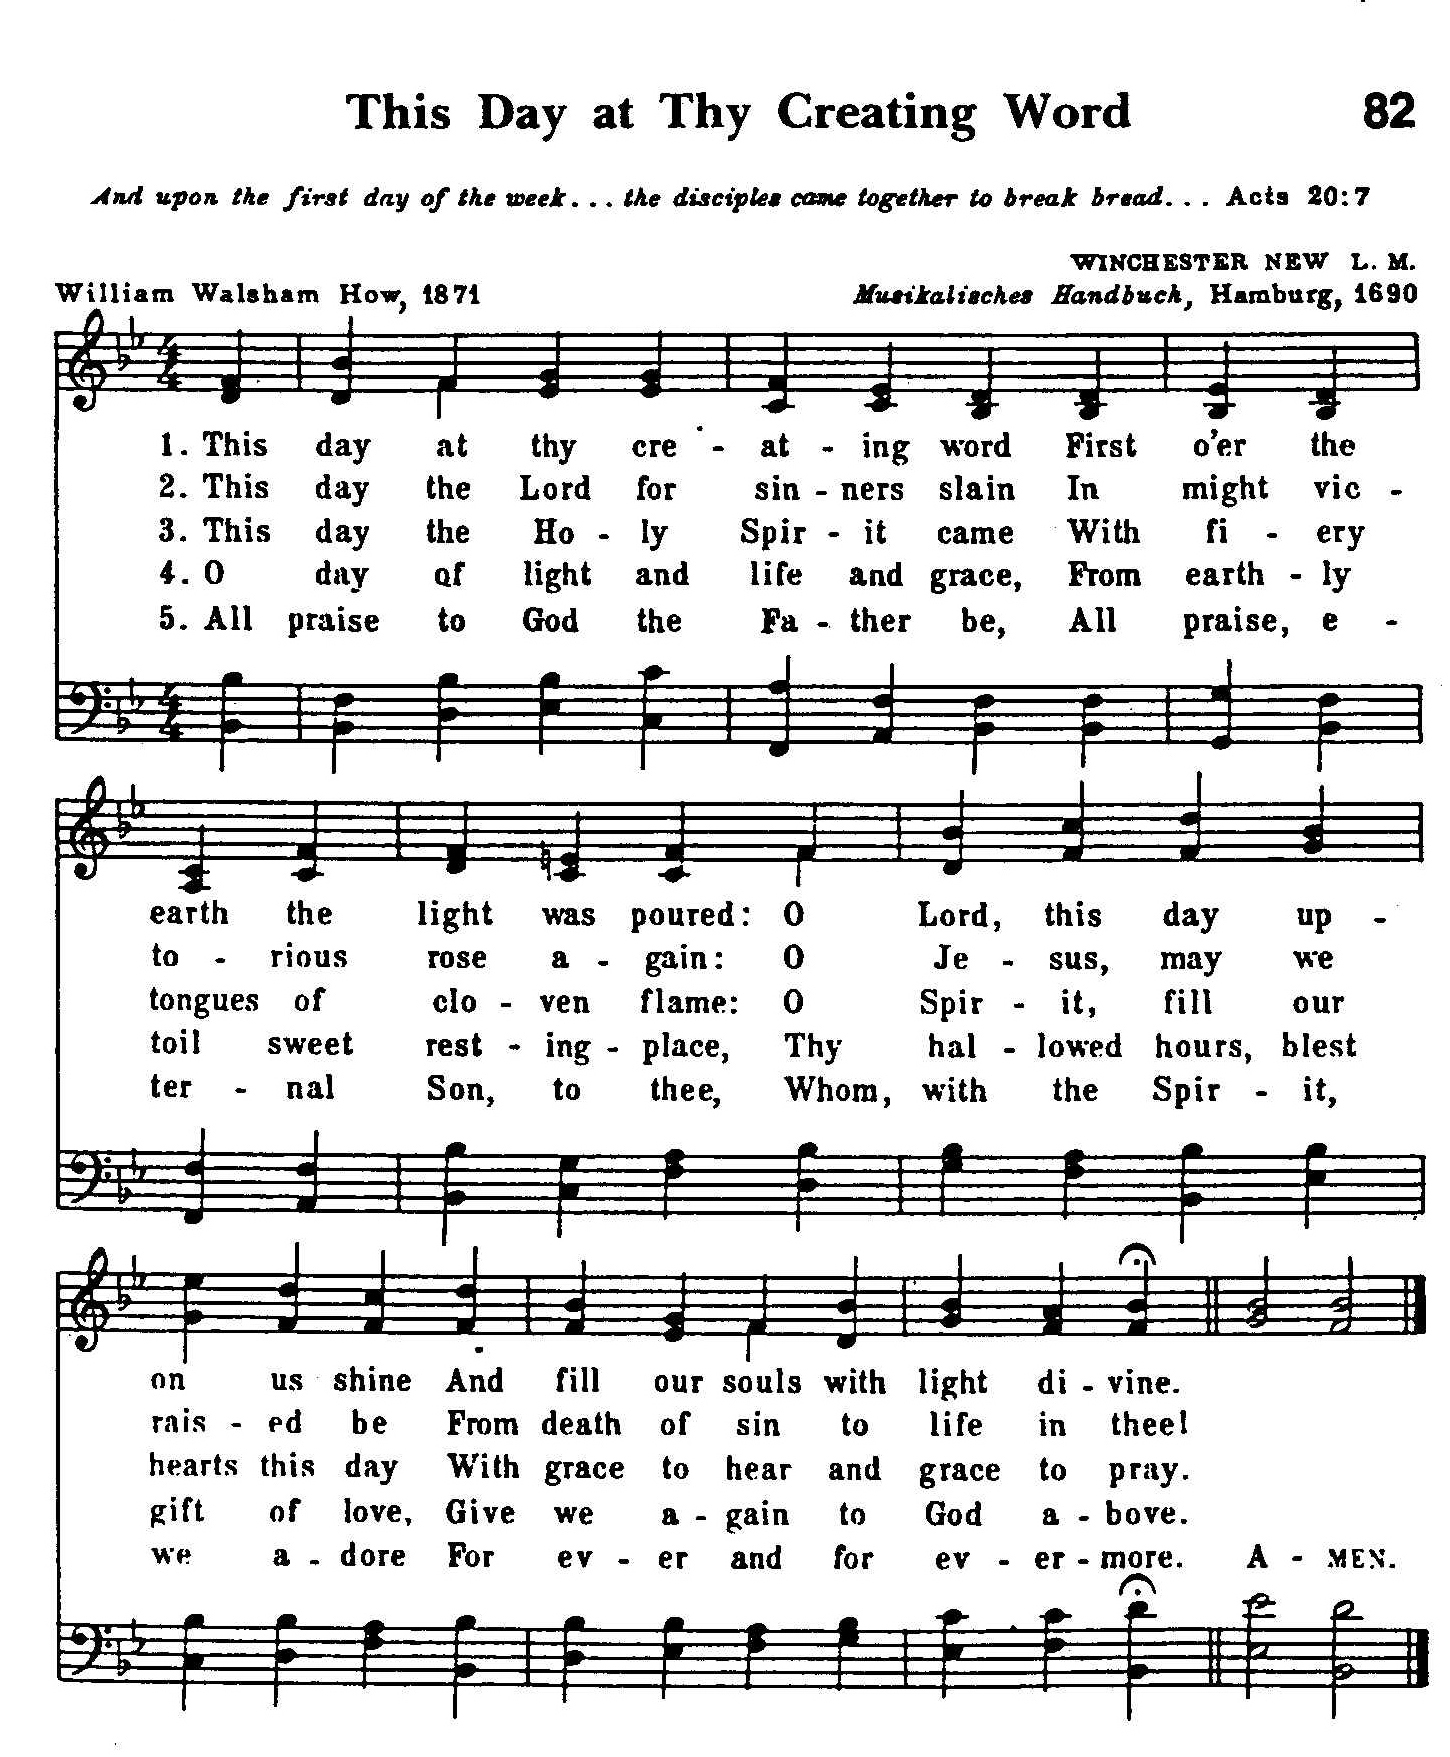 This Day at Thy Creating Word 82
And upon the first day of the week... the disciples came together to break bread... Acts 20:7
WINCHESTER NEW L. M.
William Walsham How, 1871 Musikalisches Handbuch, Hamburg, 1690
1. This day at thy cre - at - ing word First o'er the
2. This day the Lord for sin - ners slain In might vic -
3. This day the Ho - ly Spir - it came With fi - ery
4. O day of light and life and grace, From earth - ly
5. All praise to God the Fa - ther be, All praise, e -
earth the light was poured: O Lord, this day up -
to - rious rose a - gain: O Je - sus, may we
tongues of clo - ven flame: O Spir - it, fill our
toil sweet rest - ing - place, Thy hal - lowed hours, blest
ter - nal Son, to thee, Whom, with the Spir - it,
on us shine And fill our souls with light di - vine.
rais - ed be From death of sin to life in thee!
hearts this day With grace to hear and grace to pray.
gift of love, Give we a - gain to God a - bove.
we a - dore For ev - er and for ev - er - more. A - MEN.